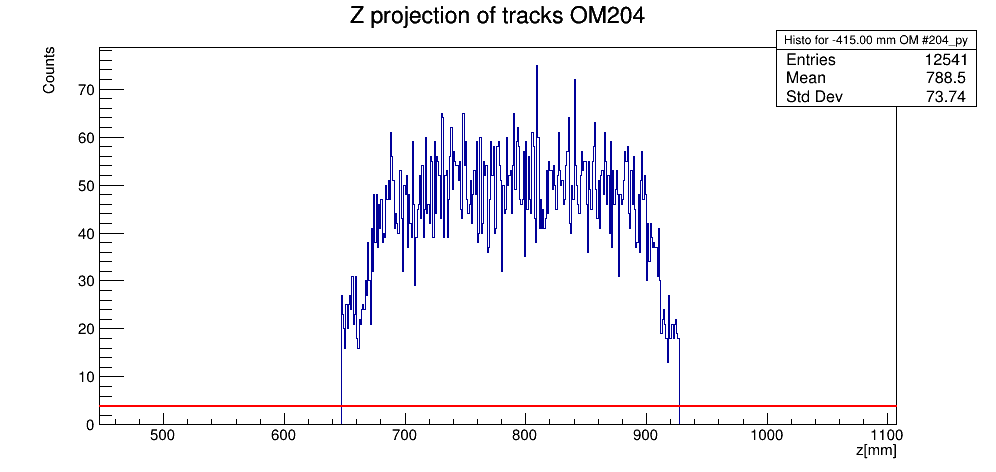 Z projection of tracks OM204
Histo for -415.00 mm OM #204_py
Entries 12541
Mean 788.5
Std Dev 73.74
Counts
70
60
50
40
30
20
10
0
500 600 700 800 900 1000 1100
z[mm]